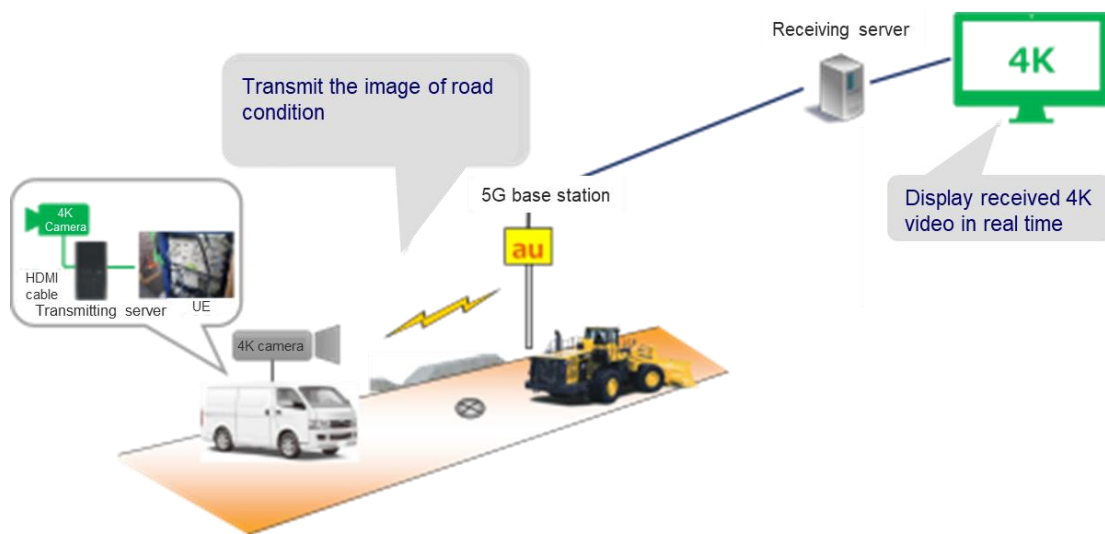 Receiving server
4K
Transmit the image of road
condition
5G base station
au
Display received 4K
video in real time
4K
Camera
HDMI
cable
UE
Transmitting server
4K camera